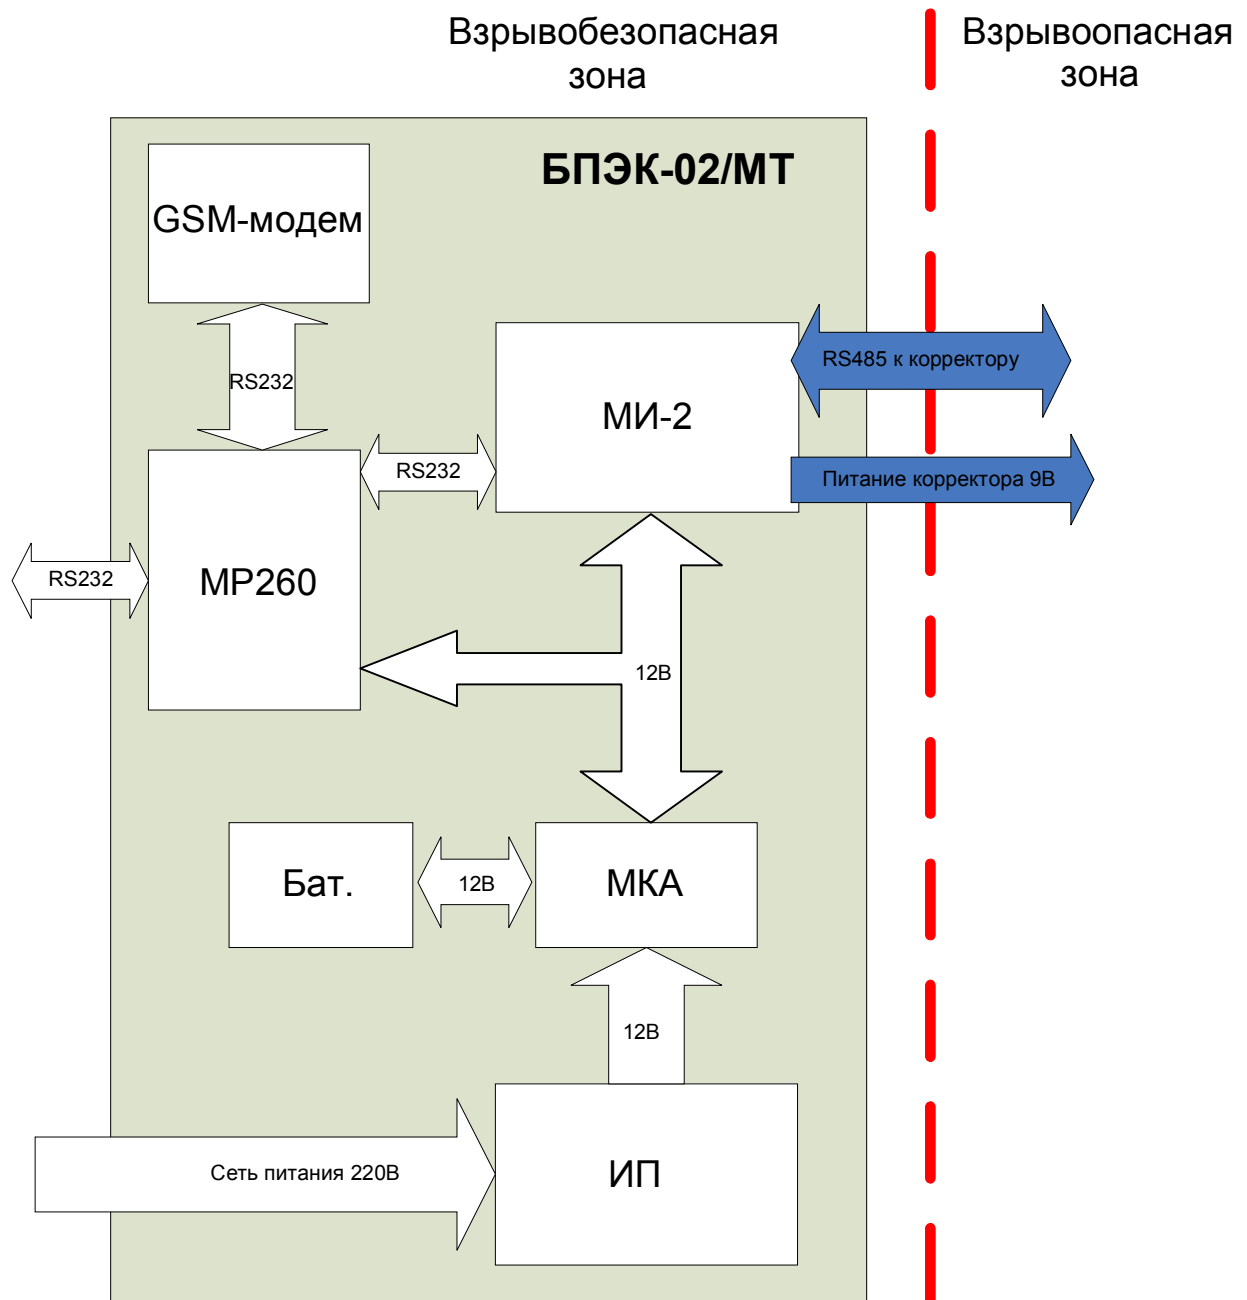 Взрывобезопасная
зона
Взрывоопасная
зона
БПЭК-02/МТ
GSM-модем
RS232
МИ-2
RS485 к корректору
RS232
Питание корректора 9В
RS232
МР260
12В
Бат.
12В
МКА
12В
Сеть питания 220В
ИП